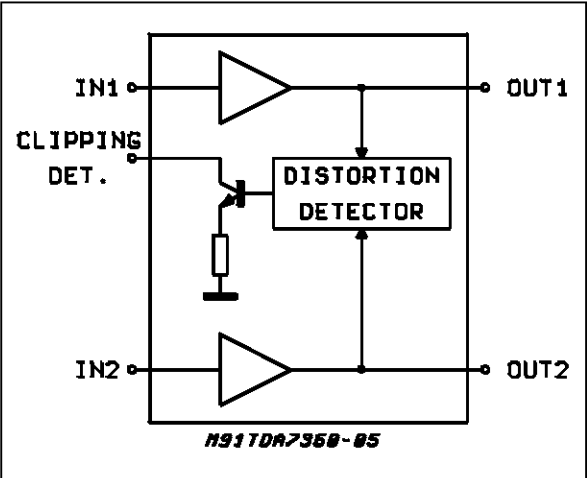 IN1
OUT1
CLIPPING
DET.
DISTORTION
DETECTOR
IN2
OUT2
M91TDA7360-05